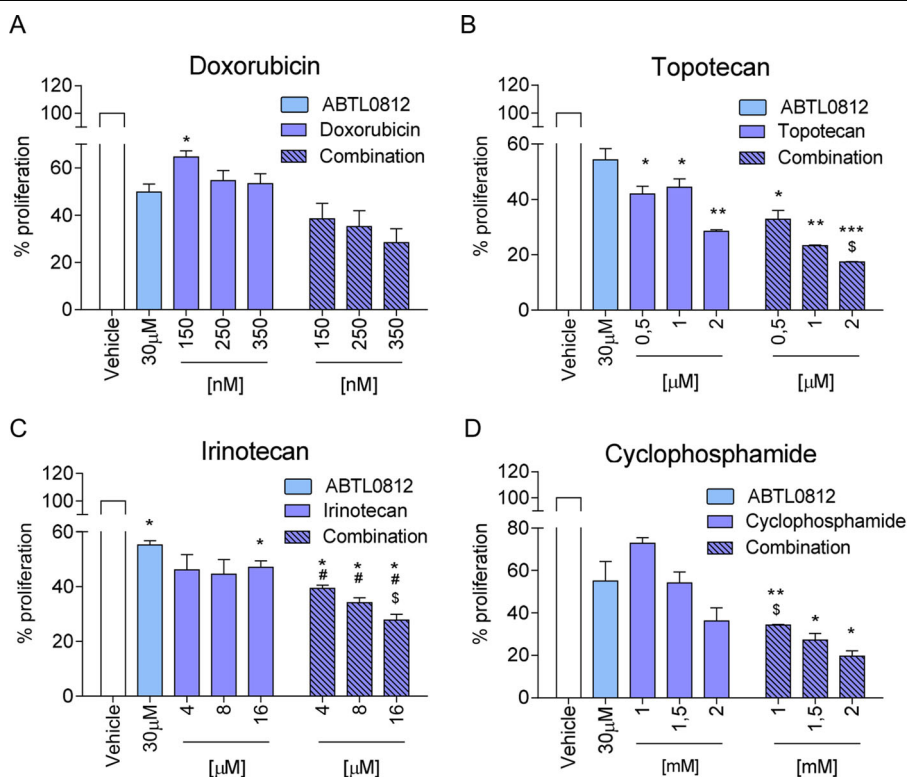 A
Doxorubicin
120
100
60
40
20
0
% proliferation
ABTL0812
Doxorubicin
Combination
*
Vehicle
30µM
150
250
350
150
250
350
[nM]
[nM]
B
Topotecan
120
100
60
40
20
0
% proliferation
ABTL0812
Topotecan
Combination
* * **
* ** ***
$
Vehicle
30µM
0,5
1
2
0,5
1
2
[µM]
[µM]
C
Irinotecan
120
100
60
40
20
0
% proliferation
ABTL0812
Irinotecan
Combination
* *
* * *
# # #
$
Vehicle
30µM
4
8
16
4
8
16
[µM]
[µM]
D
Cyclophosphamide
120
100
80
60
40
20
0
% proliferation
ABTL0812
Cyclophosphamide
Combination
** * *
$
Vehicle
30µM
1
1,5
2
1
1,5
2
[mM]
[mM]